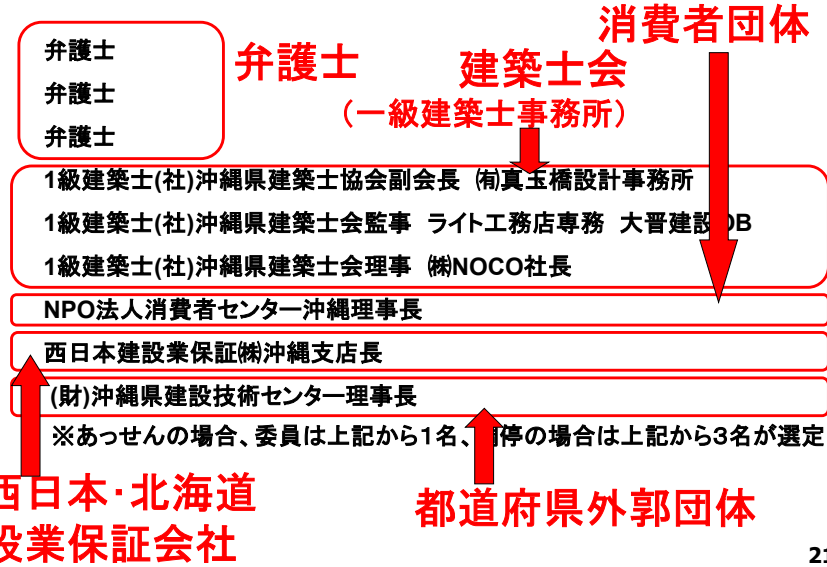 消費者団体
弁護士
弁護士
弁護士
弁護士
建築士会
(一級建築士事務所)
1級建築士(社)沖縄県建築士協会副会長 ㈲真玉橋設計事務所
1級建築士(社)沖縄県建築士会監事 ライト工務店専務 大晋建設OB
1級建築士(社)沖縄県建築士会理事 ㈱NOCO社長
NPO法人消費者センター沖縄理事長
西日本建設業保証㈱沖縄支店長
(財)沖縄県建設技術センター理事長
※あっせんの場合、委員は上記から1名、停の場合は上記から3名が選定
西日本・北海道
設業保証会社
都道府県外郭団体